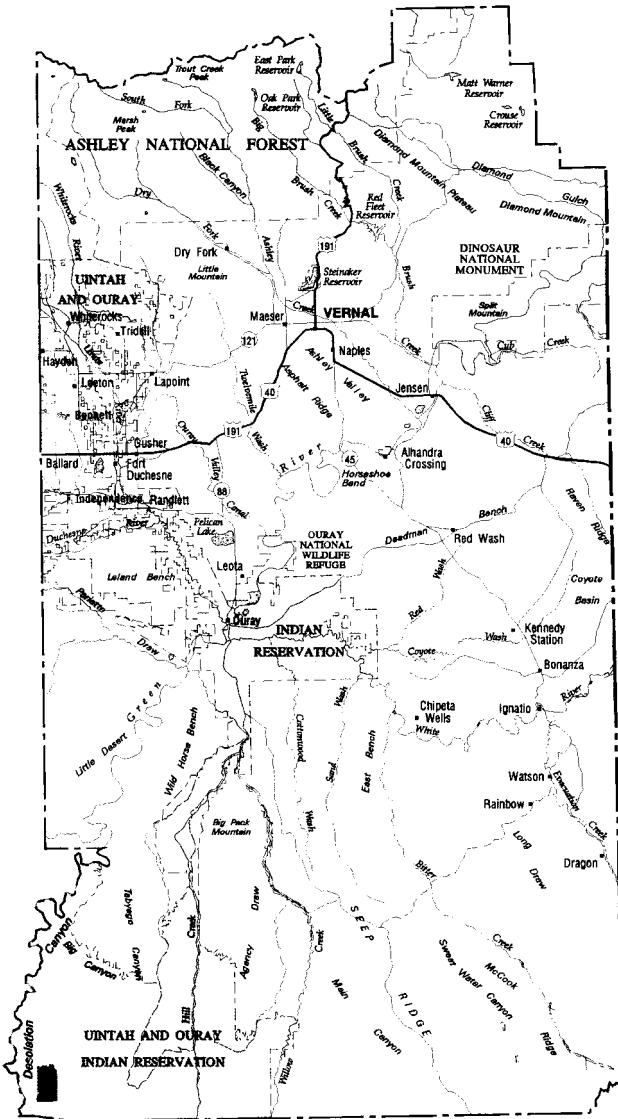 East Park
Reservoir
Trout Creek
Peak
Matt Warner
Reservoir
Crouse
Reservoir
South
Fork
Oak Park
Reservoir
Marsh
Peak
Big
Little
Brush
Creek
ASHLEY NATIONAL FOREST
Black Canyon
Diamond Mountain Plateau
Diamond
Gulch
Diamond Mountain
Whiterocks
River
Dry
Fork
Brush
Creek
Red
Fleet
Reservoir
Dry Fork
Ashley
191
Little
Mountain
Steinaker
Reservoir
Brush
DINOSAUR
NATIONAL
MONUMENT
UINTAH
AND OURAY
Split
Mountain
Whiterocks
Tridell
Maeser
Creek
VERNAL
121
Naples
Creek
Cub
Creek
Hayden
Uinta
Leeton
Lapoint
Ashley
Valley
Asphalt
Ridge
Jensen
40
Twelvemile
Wash
Cliff
Creek
Bennett
River
Gusher
Ouray
Valley
Canal
191
River
45
Alhandra
Crossing
40
Ballard
Fort
Duchesne
Horseshoe
Bend
88
Independence
Randlett
Raven
Ridge
Duchesne
River
Pelican
Lake
Deadman
Bench
Red Wash
OURAY
NATIONAL
WILDLIFE
REFUGE
Leland Bench
Leota
Coyote
Basin
Pariette
Draw
Ouray
Red
Wash
INDIAN
RESERVATION
Coyote
Wash
Kennedy
Station
Bonanza
Little Desert
Green
Wild Horse Bench
Cottonwood
Wash
Sand
Wash
East Bench
Chipeta
Wells
White
River
Ignatio
Watson
Evacuation
Creek
Rainbow
Big Pack
Mountain
Long
Draw
Dragon
Bitter
Creek
Tabyago
Canyon
Big
Canyon
Canyon
Desolation
Hill
Creek
Agency
Draw
Willow
Creek
SEEP
RIDGE
Main
Canyon
Sweet Water Canyon
McCook
Ridge
UINTAH AND OURAY
INDIAN RESERVATION